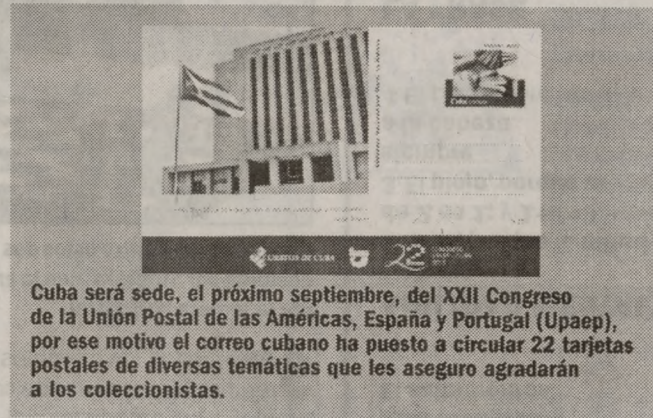 Cuba
CORREOS DE CUBA
22
CONGRESO
Cuba será sede, el próximo septiembre, del XXII Congreso
de la Unión Postal de las Américas, España y Portugal (Upaep),
por ese motivo el correo cubano ha puesto a circular 22 tarjetas
postales de diversas temáticas que les aseguro agradarán
a los coleccionistas.